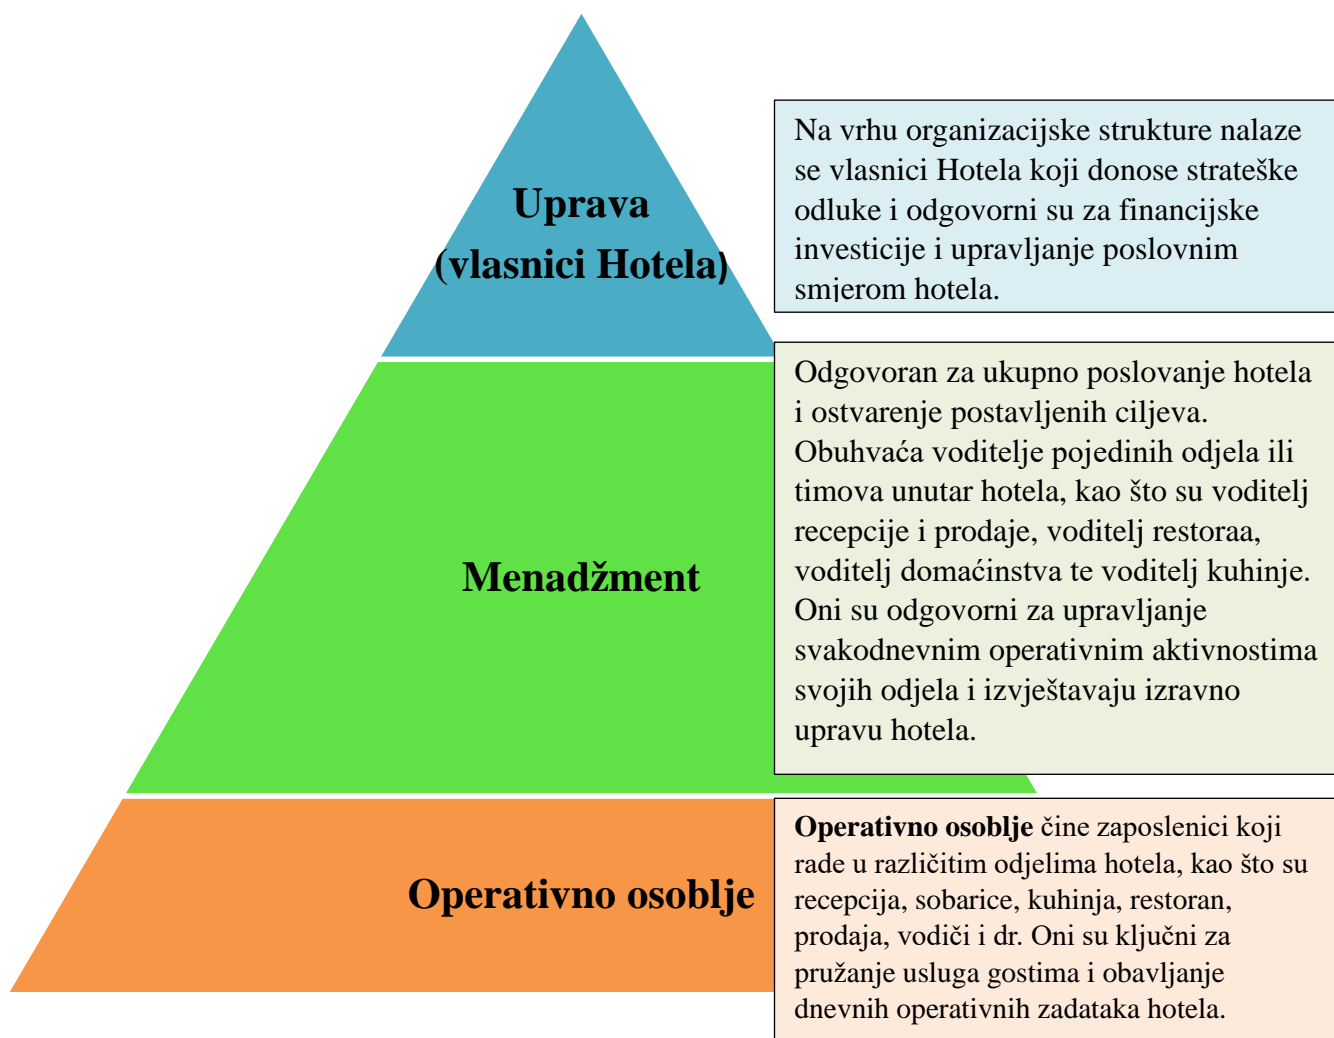 Uprava
(vlasnici Hotela)
Na vrhu organizacijske strukture nalaze
se vlasnici Hotela koji donose strateške
odluke i odgovorni su za financijske
investicije i upravljanje poslovnim
smjerom hotela.
Menadžment
Odgovoran za ukupno poslovanje hotela
i ostvarenje postavljenih ciljeva.
Obuhvaća voditelje pojedinih odjela ili
timova unutar hotela, kao što su voditelj
recepcije i prodaje, voditelj restoraa,
voditelj domaćinstva te voditelj kuhinje.
Oni su odgovorni za upravljanje
svakodnevnim operativnim aktivnostima
svojih odjela i izvještavaju izravno
upravu hotela.
Operativno osoblje
Operativno osoblje čine zaposlenici koji
rade u različitim odjelima hotela, kao što su
recepcija, sobarice, kuhinja, restoran,
prodaja, vodiči i dr. Oni su ključni za
pružanje usluga gostima i obavljanje
dnevnih operativnih zadataka hotela.